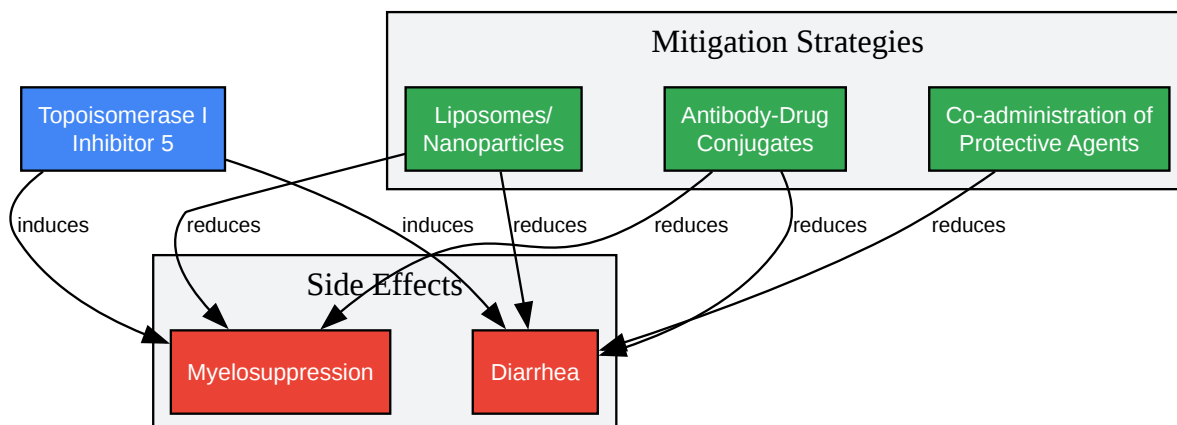 Mitigation Strategies
Topoisomerase I
Inhibitor 5
Liposomes/
Nanoparticles
Antibody-Drug
Conjugates
Co-administration of
Protective Agents
induces
reduces
induces
reduces
reduces
reduces
reduces
Side Effects
Myelosuppression
Diarrhea